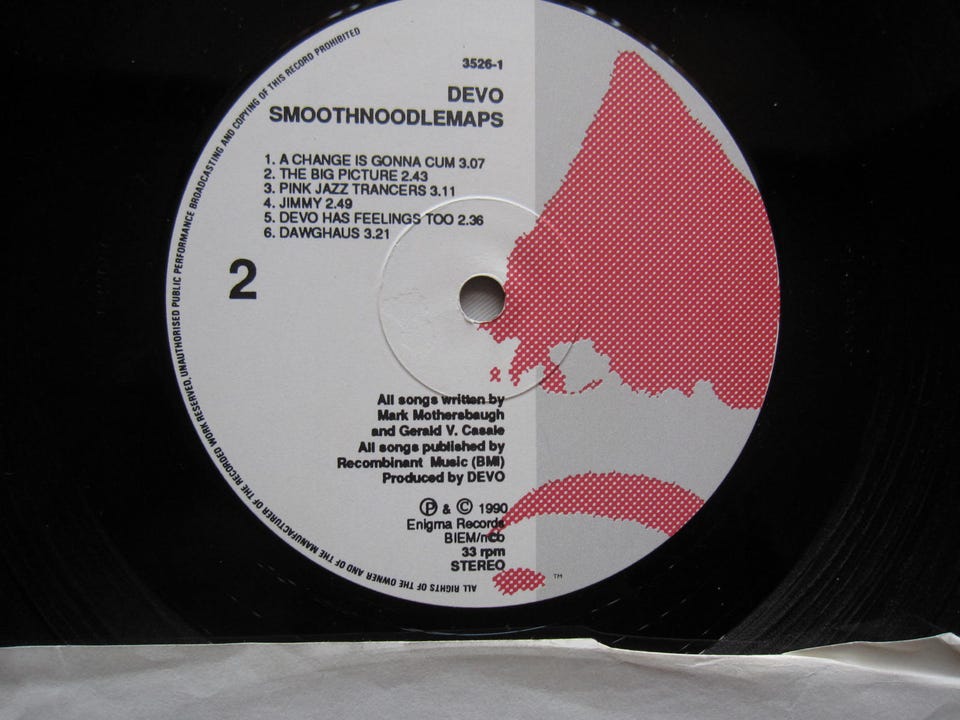 3526-1
DEVO
SMOOTHNOODLEMAPS
1. A CHANGE IS GONNA CUM 3.07
2. THE BIG PICTURE 2.43
3. PINK JAZZ TRANCERS 3.11
4. JIMMY 2.49
5. DEVO HAS FEELINGS TOO 2.36
6. DAWGHAUS 3.21
2
All songs written by
Mark Mothersbaugh
and Gerald V. Casale
All songs published by
Recombinant Music (BMI)
Produced by DEVO
℗ & © 1990
Enigma Records
BIEM/ncb
33 rpm
STEREO
TM
ALL RIGHTS OF THE OWNER AND OF THE MANUFACTURER OF THE RECORDED WORK RESERVED, UNAUTHORISED PUBLIC PERFORMANCE BROADCASTING AND COPYING OF THIS RECORD PROHIBITED